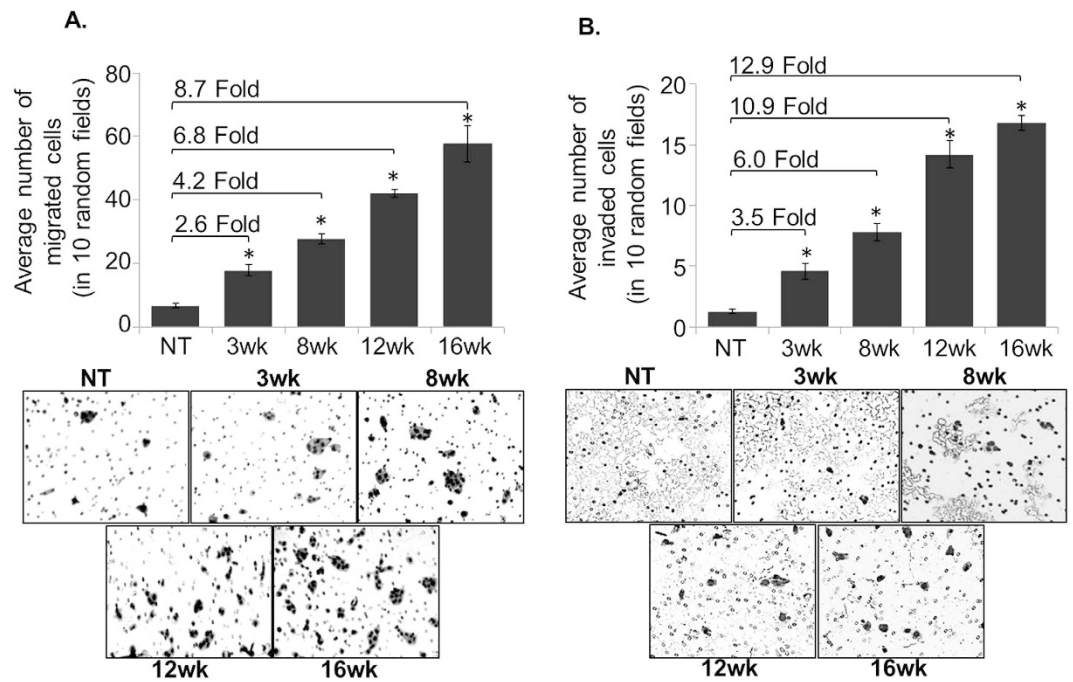 A.
Average number of
migrated cells
(in 10 random fields)
80
60
40
20
0
8.7 Fold
6.8 Fold
4.2 Fold
2.6 Fold
*
*
*
*
NT 3wk 8wk 12wk 16wk
NT 3wk 8wk
12wk 16wk
B.
Average number of
invaded cells
(in 10 random fields)
20
15
10
5
0
12.9 Fold
10.9 Fold
6.0 Fold
3.5 Fold
*
*
*
*
NT 3wk 8wk 12wk 16wk
NT 3wk 8wk
12wk 16wk